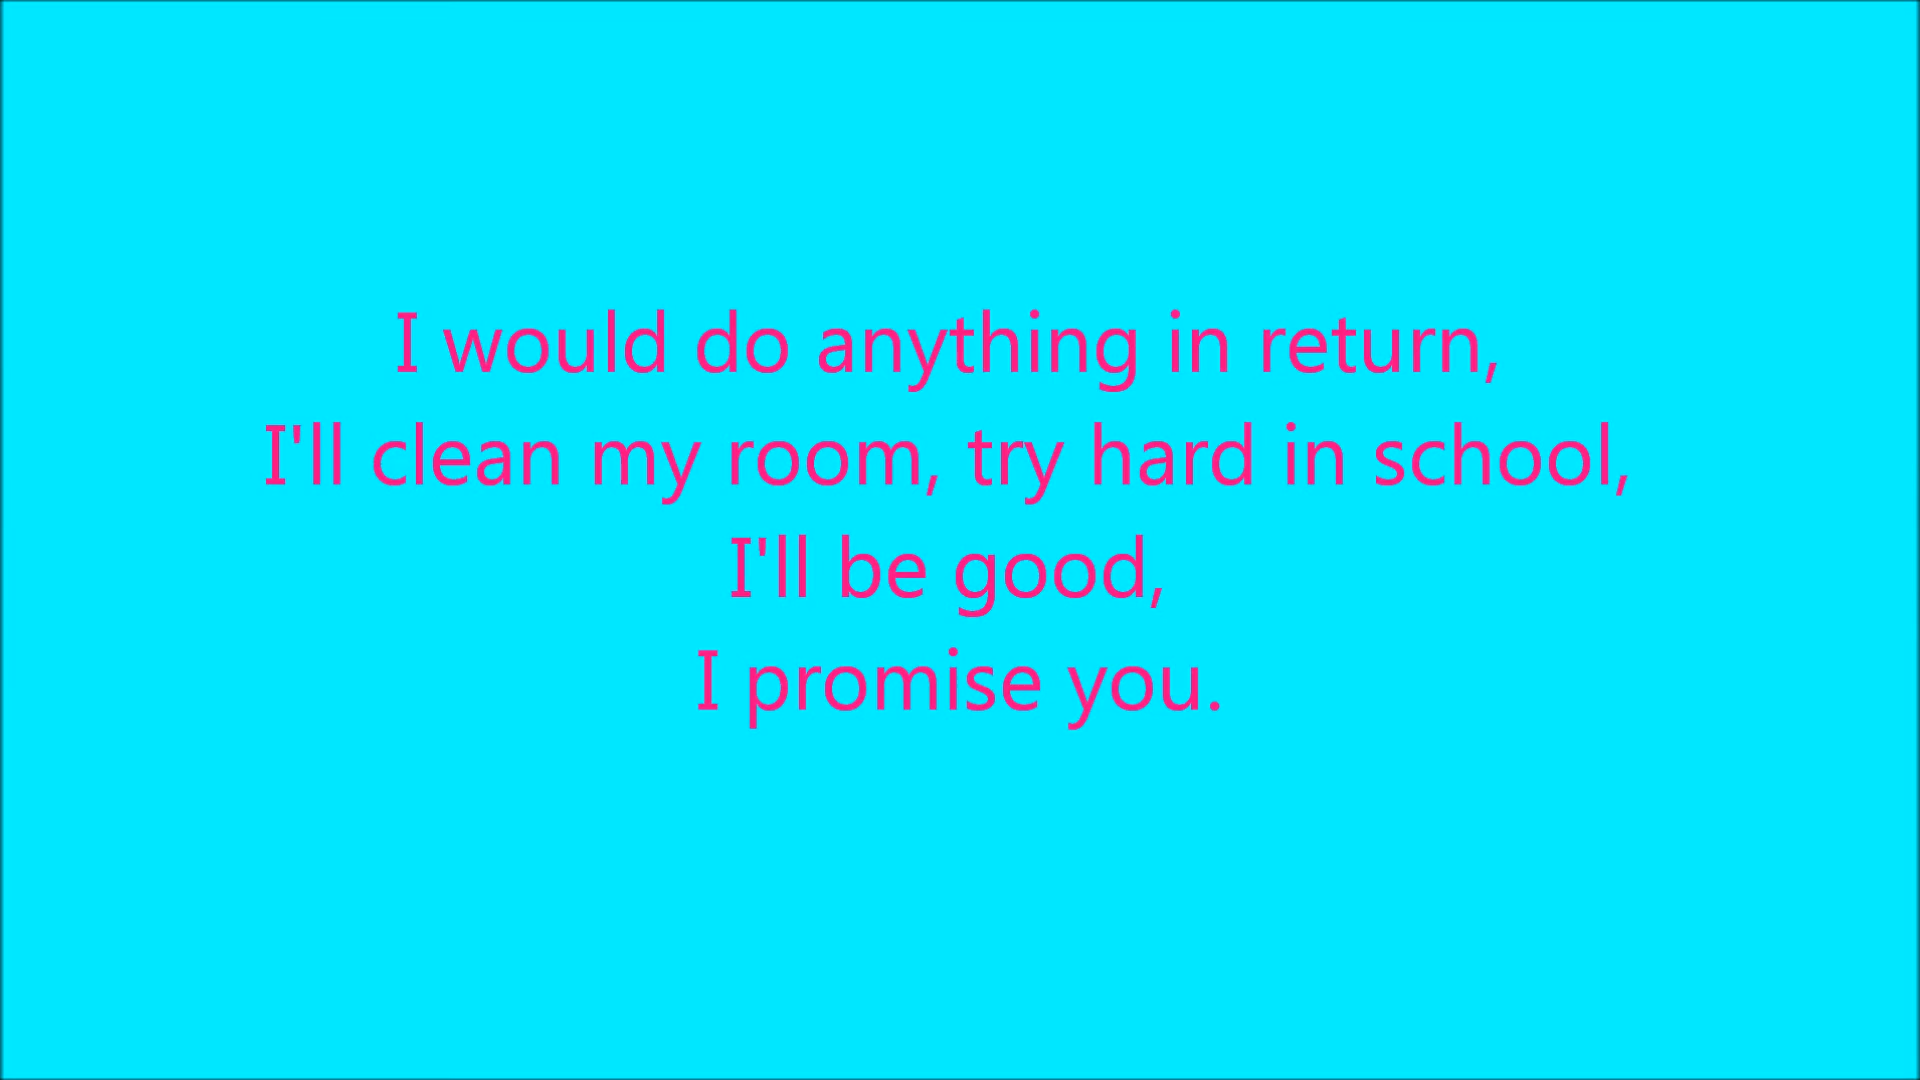 I would do anything in return,
I'll clean my room, try hard in school,
I'll be good,
I promise you.